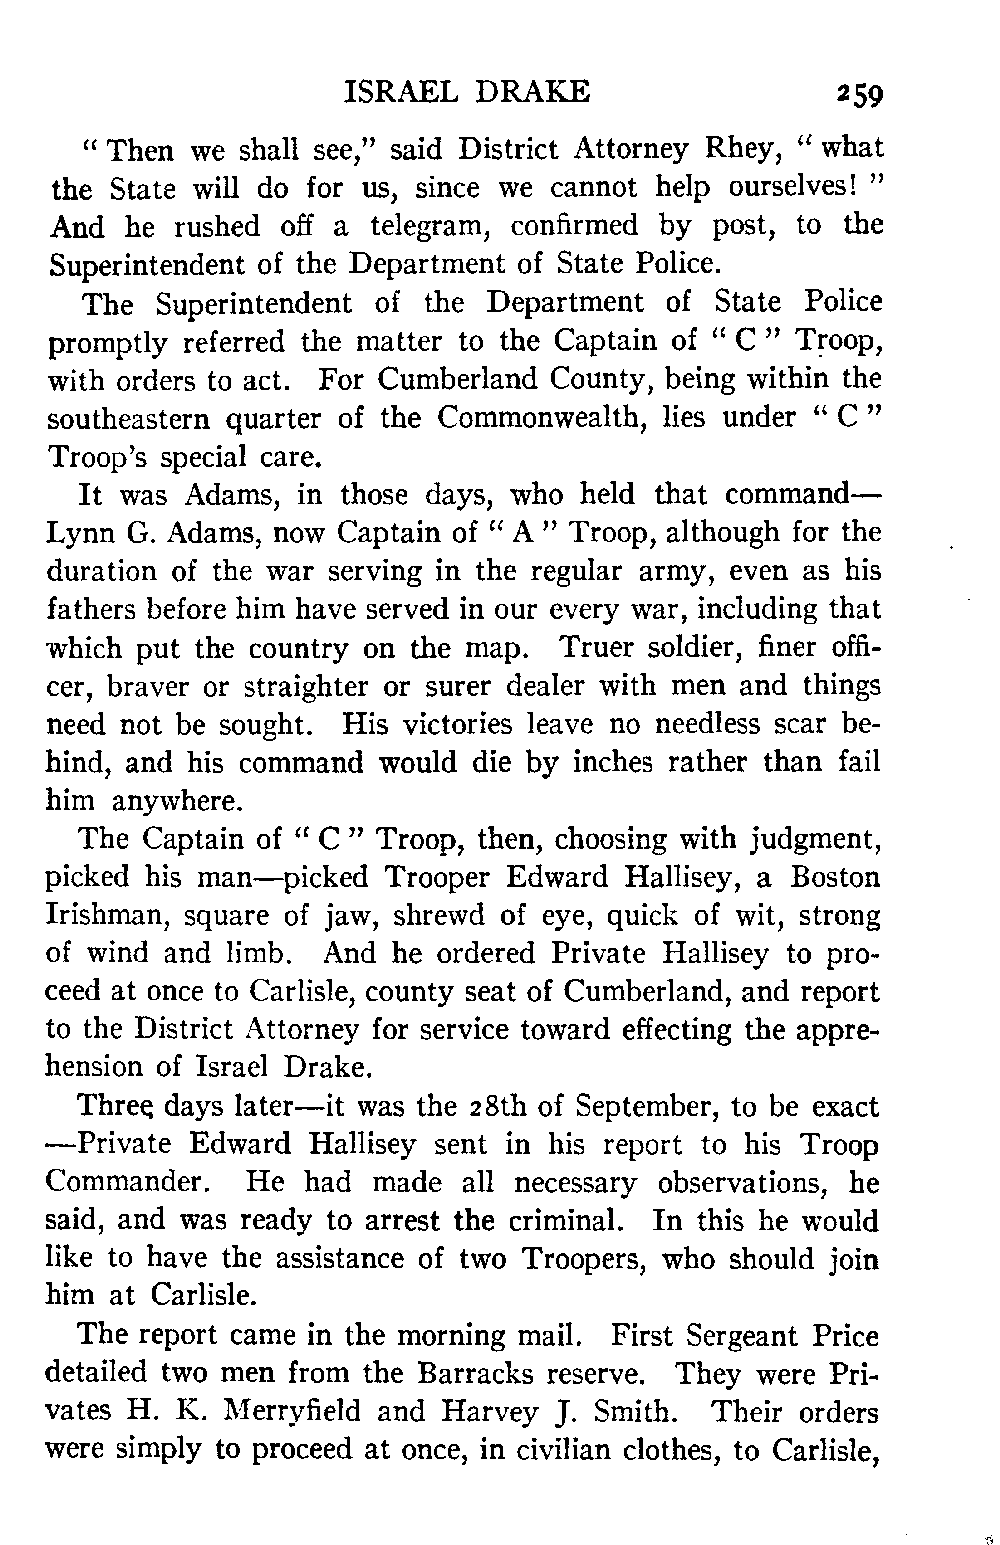 ISRAEL DRAKE 259
“ Then we shall see,” said District Attorney Rhey, “ what
the State will do for us, since we cannot help ourselves! ”
And he rushed off a telegram, confirmed by post, to the
Superintendent of the Department of State Police.
The Superintendent of the Department of State Police
promptly referred the matter to the Captain of “ C ” Troop,
with orders to act. For Cumberland County, being within the
southeastern quarter of the Commonwealth, lies under “ C ”
Troop’s special care.
It was Adams, in those days, who held that command—
Lynn G. Adams, now Captain of “ A ” Troop, although for the
duration of the war serving in the regular army, even as his
fathers before him have served in our every war, including that
which put the country on the map. Truer soldier, finer offi-
cer, braver or straighter or surer dealer with men and things
need not be sought. His victories leave no needless scar be-
hind, and his command would die by inches rather than fail
him anywhere.
The Captain of “ C ” Troop, then, choosing with judgment,
picked his man—picked Trooper Edward Hallisey, a Boston
Irishman, square of jaw, shrewd of eye, quick of wit, strong
of wind and limb. And he ordered Private Hallisey to pro-
ceed at once to Carlisle, county seat of Cumberland, and report
to the District Attorney for service toward effecting the appre-
hension of Israel Drake.
Three days later—it was the 28th of September, to be exact
—Private Edward Hallisey sent in his report to his Troop
Commander. He had made all necessary observations, he
said, and was ready to arrest the criminal. In this he would
like to have the assistance of two Troopers, who should join
him at Carlisle.
The report came in the morning mail. First Sergeant Price
detailed two men from the Barracks reserve. They were Pri-
vates H. K. Merryfield and Harvey J. Smith. Their orders
were simply to proceed at once, in civilian clothes, to Carlisle,